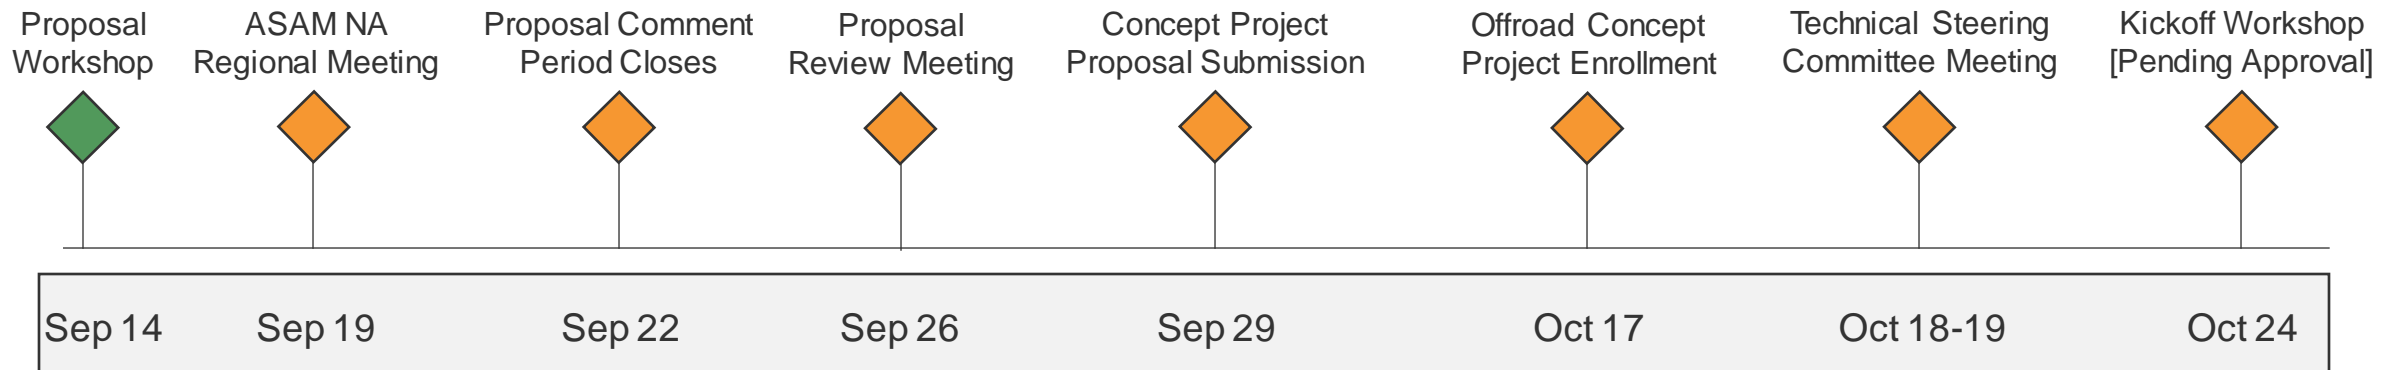 Proposal
Workshop
ASAM NA
Regional Meeting
Proposal Comment
Period Closes
Proposal
Review Meeting
Concept Project
Proposal Submission
Offroad Concept
Project Enrollment
Technical Steering
Committee Meeting
Kickoff Workshop
[Pending Approval]
Sep 14
Sep 19
Sep 22
Sep 26
Sep 29
Oct 17
Oct 18-19
Oct 24